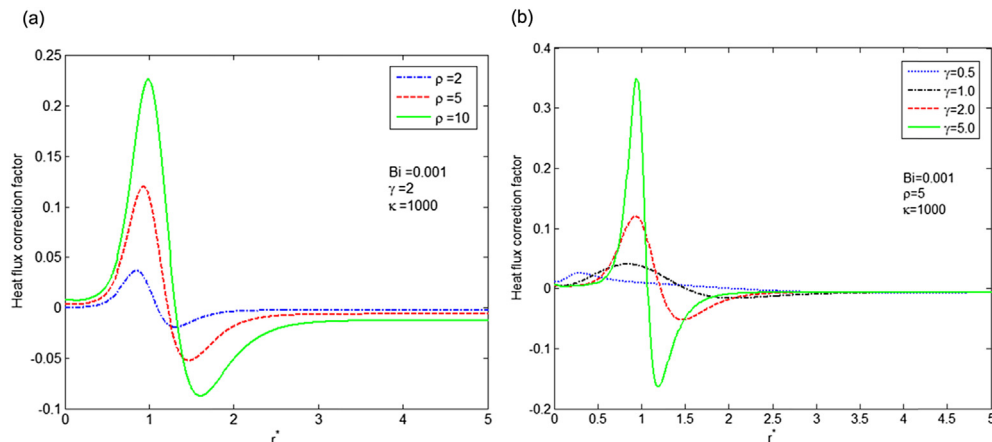 (a)
Heat flux correction factor
0.25
0.2
0.15
0.1
0.05
0
-0.05
-0.1
0 1 2 3 4 5
r*
ρ =2
ρ =5
ρ =10
Bi =0.001
γ =2
κ =1000
(b)
Heat flux correction factor
0.4
0.3
0.2
0.1
0
-0.1
-0.2
0 0.5 1 1.5 2 2.5 3 3.5 4 4.5 5
r*
γ=0.5
γ=1.0
γ=2.0
γ=5.0
Bi=0.001
ρ=5
κ=1000